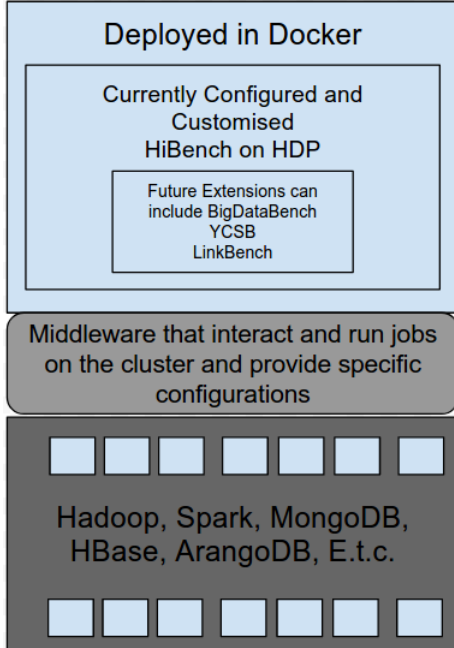 Deployed in Docker
Currently Configured and
Customised
HiBench on HDP
Future Extensions can
include BigDataBench
YCSB
LinkBench
Middleware that interact and run jobs
on the cluster and provide specific
configurations
Hadoop, Spark, MongoDB,
HBase, ArangoDB, E.t.c.